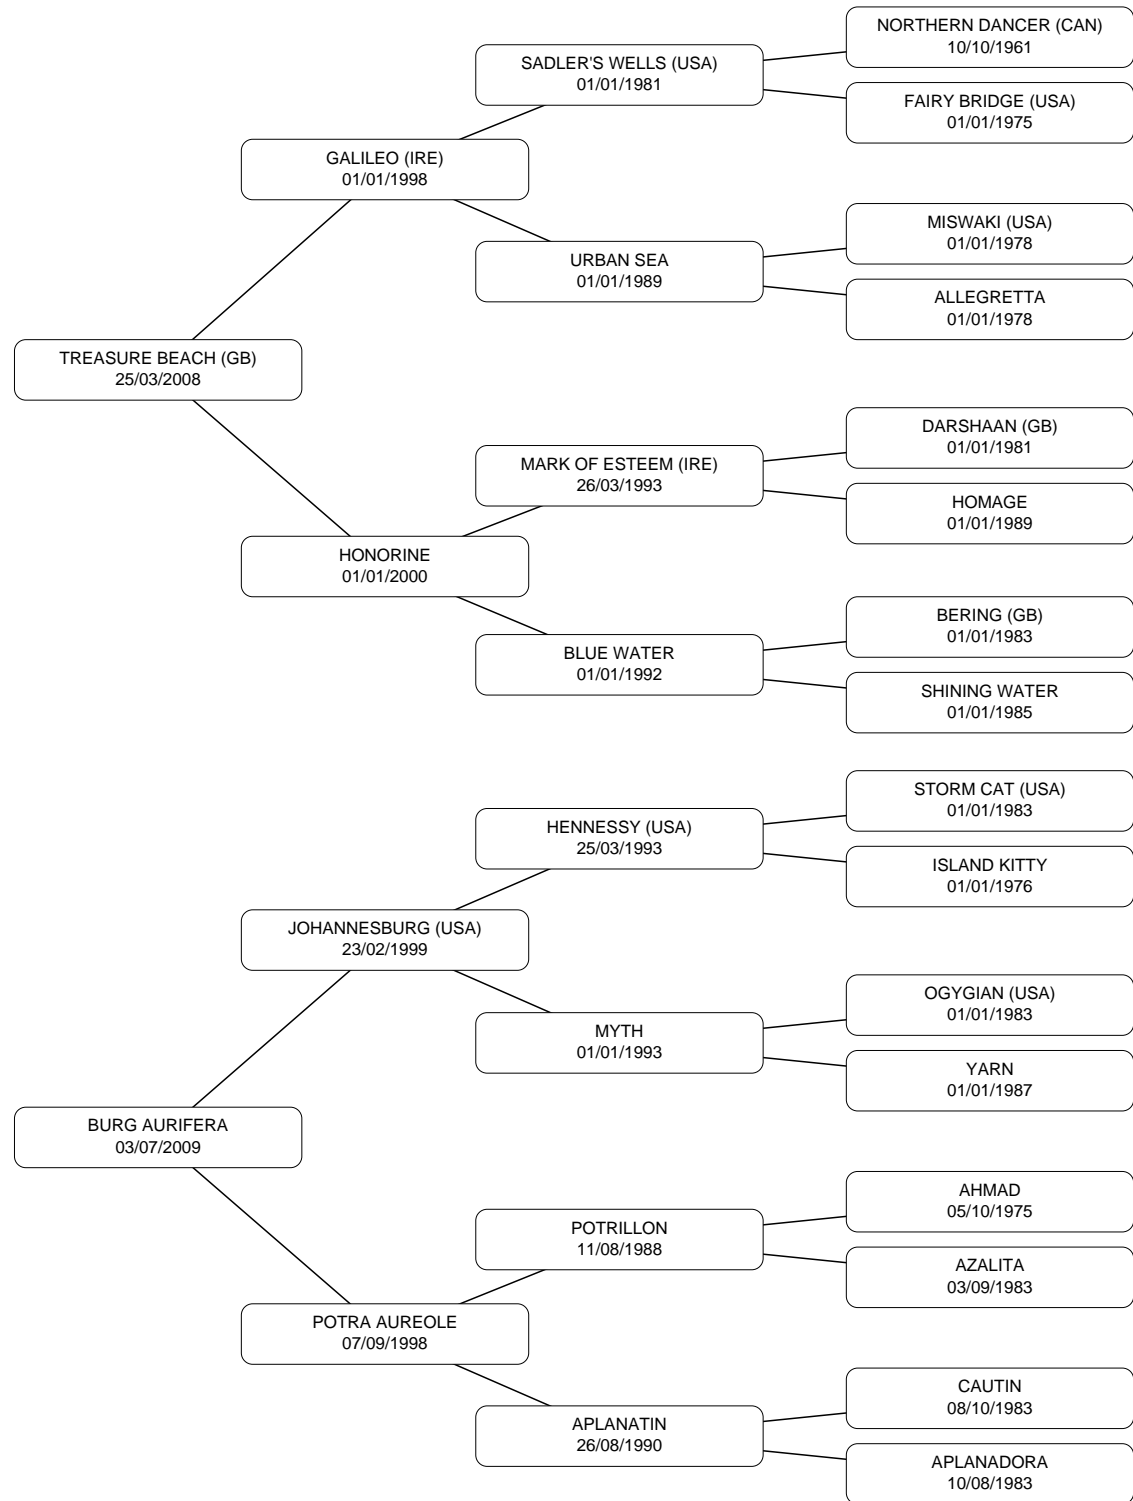 NORTHERN DANCER (CAN)
10/10/1961
SADLER'S WELLS (USA)
01/01/1981
FAIRY BRIDGE (USA)
01/01/1975
GALILEO (IRE)
01/01/1998
MISWAKI (USA)
01/01/1978
URBAN SEA
01/01/1989
ALLEGRETTA
01/01/1978
TREASURE BEACH (GB)
25/03/2008
DARSHAAN (GB)
01/01/1981
MARK OF ESTEEM (IRE)
26/03/1993
HOMAGE
01/01/1989
HONORINE
01/01/2000
BERING (GB)
01/01/1983
BLUE WATER
01/01/1992
SHINING WATER
01/01/1985
STORM CAT (USA)
01/01/1983
HENNESSY (USA)
25/03/1993
ISLAND KITTY
01/01/1976
JOHANNESBURG (USA)
23/02/1999
OGYGIAN (USA)
01/01/1983
MYTH
01/01/1993
YARN
01/01/1987
BURG AURIFERA
03/07/2009
AHMAD
05/10/1975
POTRILLON
11/08/1988
AZALITA
03/09/1983
POTRA AUREOLE
07/09/1998
CAUTIN
08/10/1983
APLANATIN
26/08/1990
APLANADORA
10/08/1983